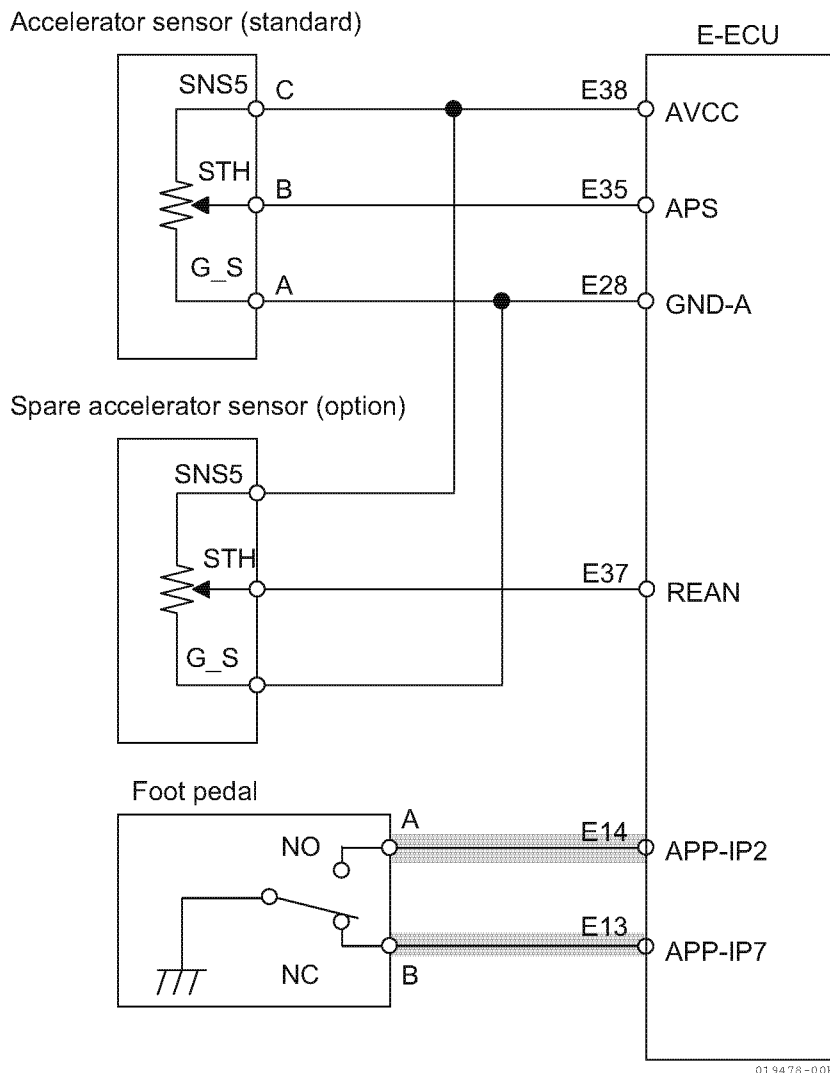 Accelerator sensor (standard)
E-ECU
SNS5
C
E38
AVCC
STH
B
E35
APS
G_S
A
E28
GND-A
Spare accelerator sensor (option)
SNS5
STH
E37
REAN
G_S
Foot pedal
A
NO
E14
APP-IP2
E13
APP-IP7
NC
B